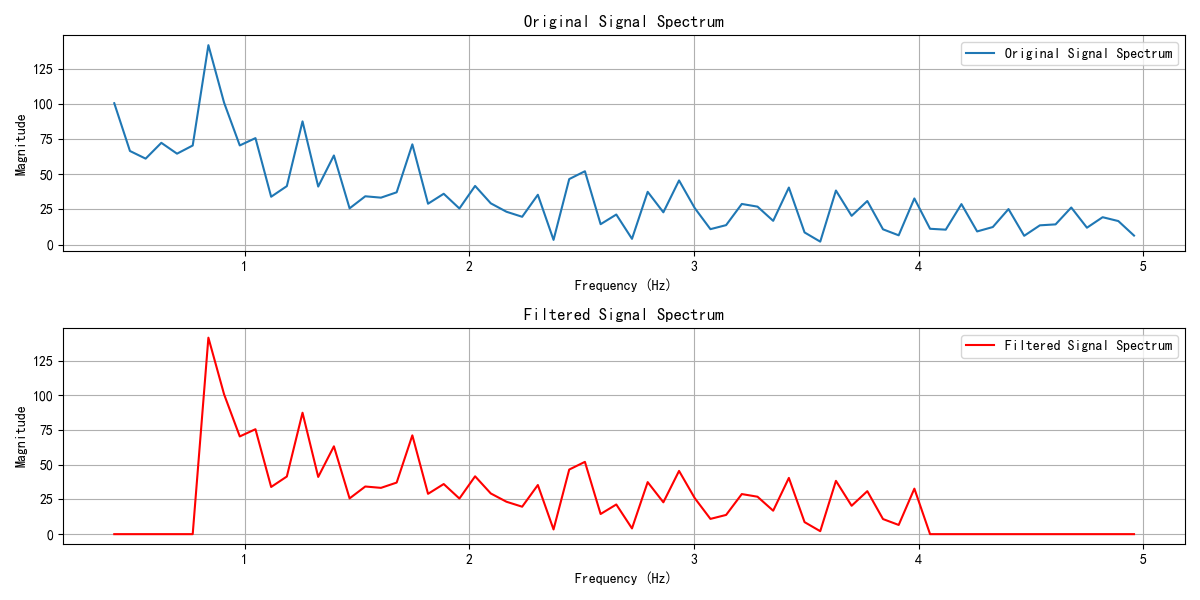 Original Signal Spectrum
Original Signal Spectrum
Magnitude
125
100
75
50
25
0
1 2 3 4 5
Frequency (Hz)
Filtered Signal Spectrum
Filtered Signal Spectrum
Magnitude
125
100
75
50
25
0
1 2 3 4 5
Frequency (Hz)